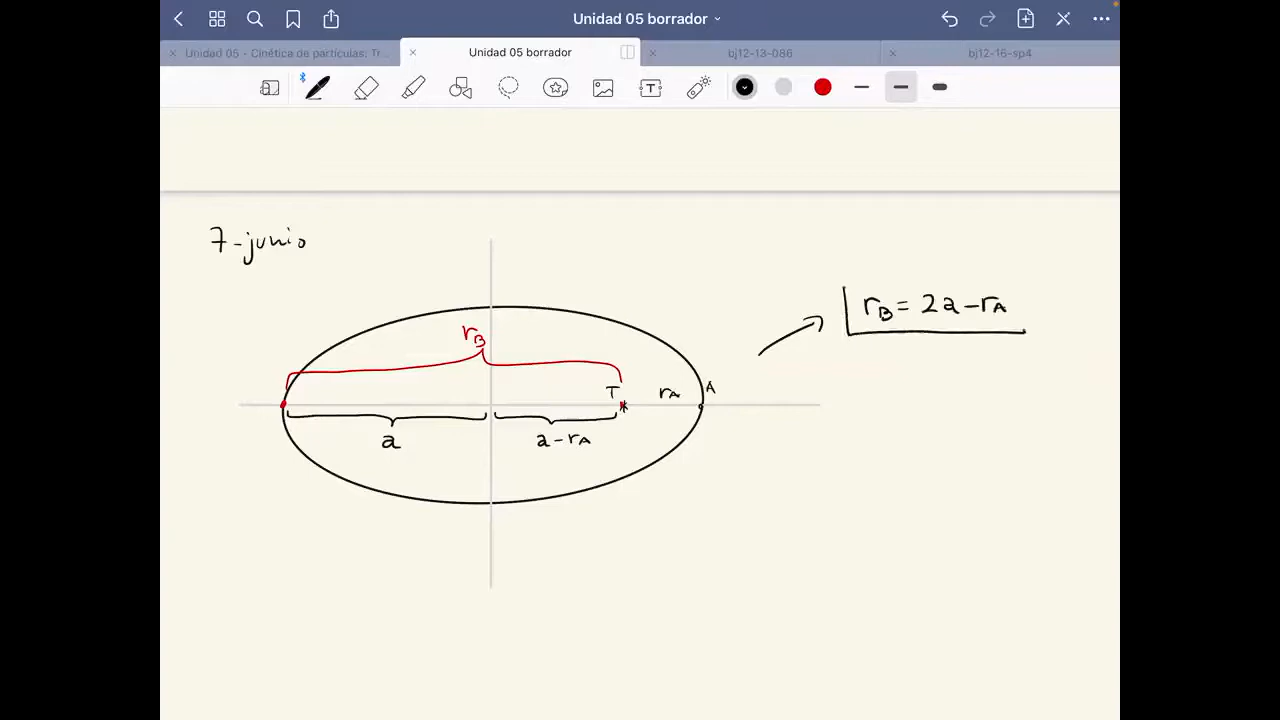 Unidad 05 borrador
Unidad 05 - Cinética de partículas: Tr...
Unidad 05 borrador
bj12-13-086
bj12-16-sp4
T
7-junio
rB = 2a-rA
rB
T
rA
A
a
a-rA